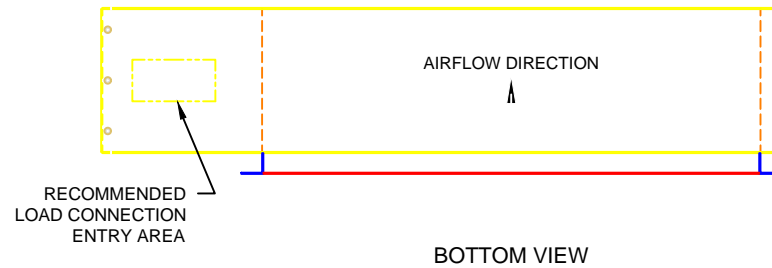 AIRFLOW DIRECTION
RECOMMENDED
LOAD CONNECTION
ENTRY AREA
BOTTOM VIEW